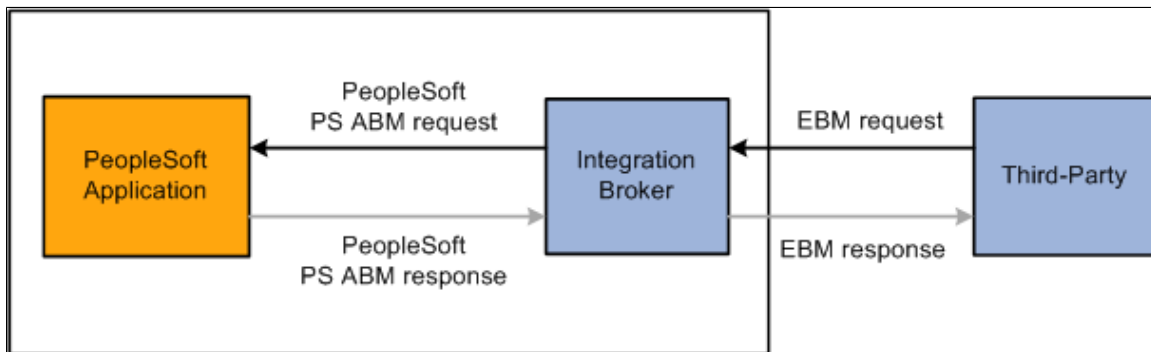 PeopleSoft
Application
PeopleSoft
PS ABM request
PeopleSoft
PS ABM response
Integration
Broker
EBM request
EBM response
Third-Party